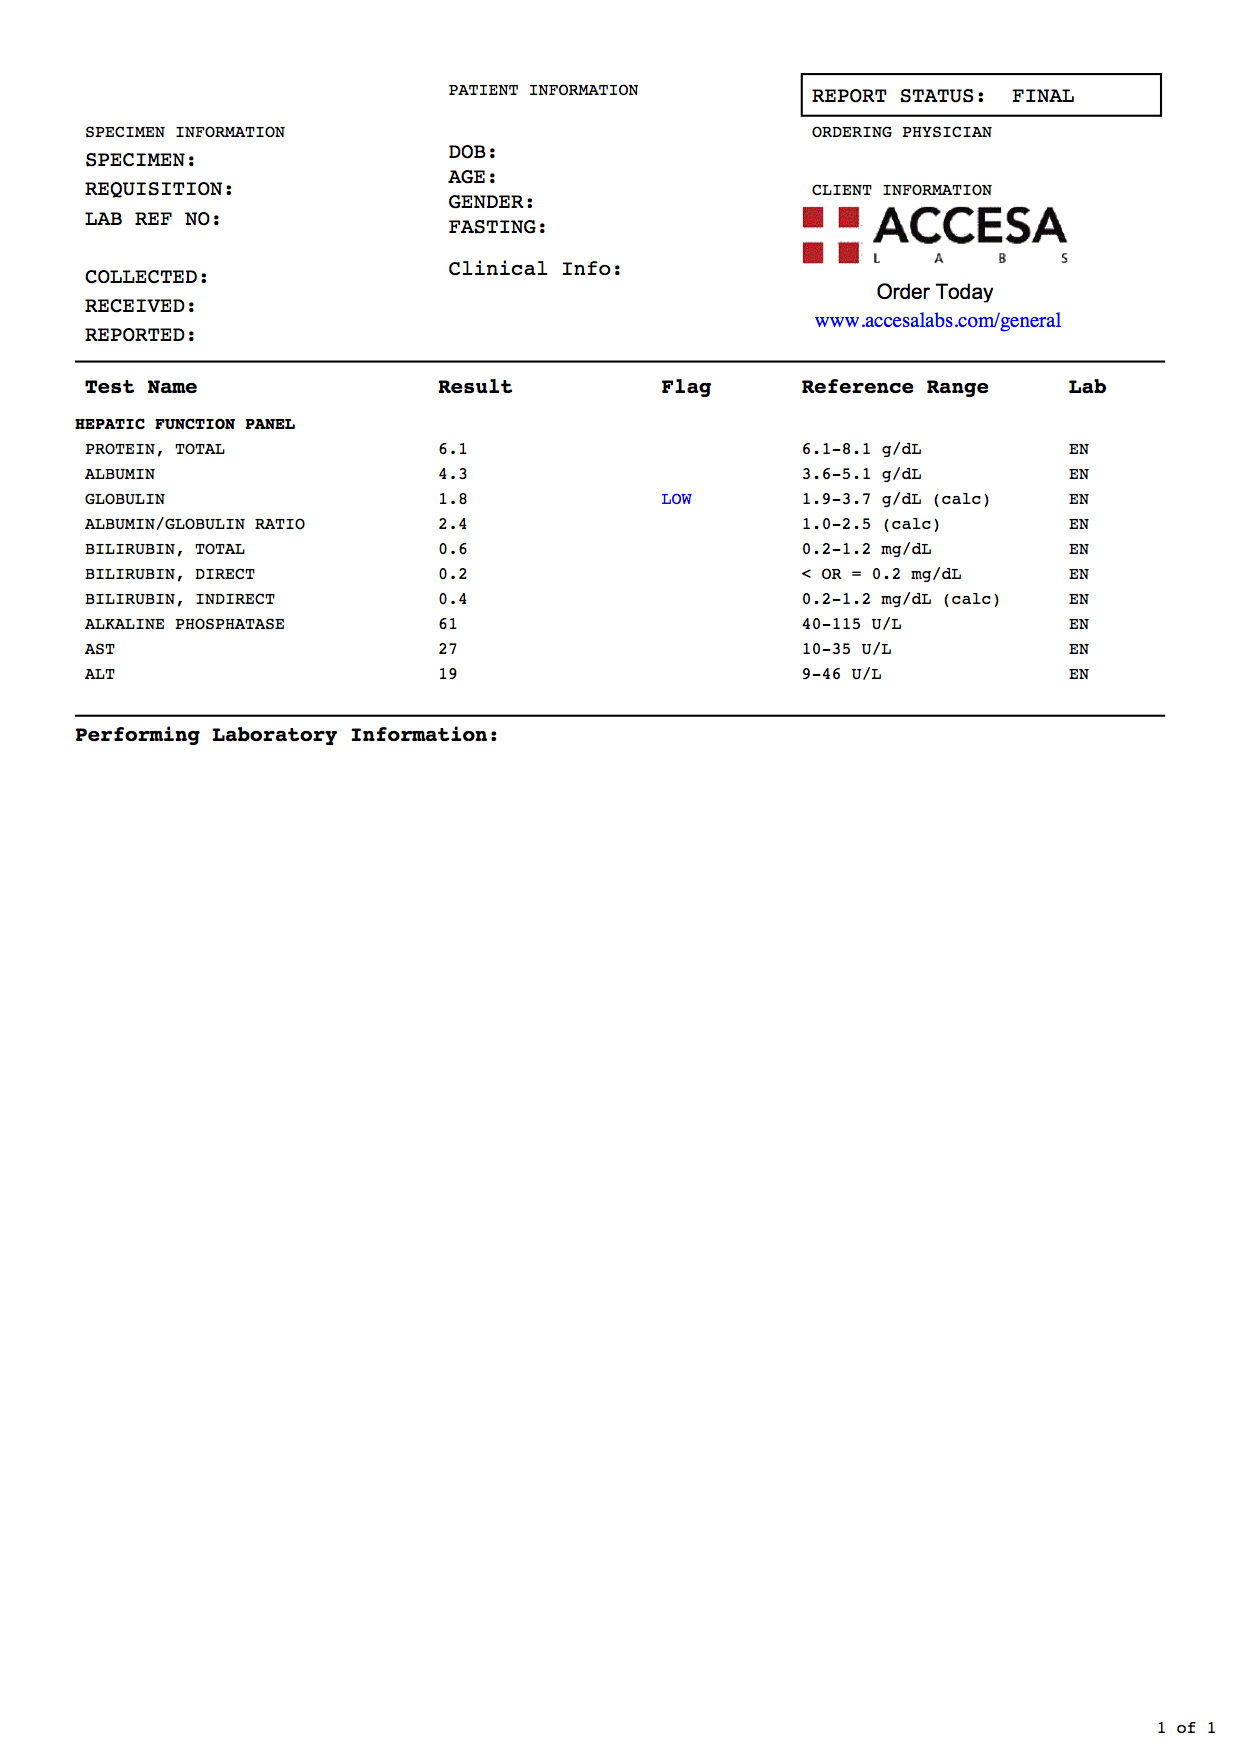 PATIENT INFORMATION
REPORT STATUS: FINAL
SPECIMEN INFORMATION
SPECIMEN:
REQUISITION:
LAB REF NO:
COLLECTED:
RECEIVED:
REPORTED:
DOB:
AGE:
GENDER:
FASTING:
Clinical Info:
ORDERING PHYSICIAN
CLIENT INFORMATION
ACCESA
LABS
Order Today
www.accesalabs.com/general
Test Name Result Flag Reference Range Lab
HEPATIC FUNCTION PANEL
PROTEIN, TOTAL 6.1 6.1-8.1 g/dL EN
ALBUMIN 4.3 3.6-5.1 g/dL EN
GLOBULIN 1.8 LOW 1.9-3.7 g/dL (calc) EN
ALBUMIN/GLOBULIN RATIO 2.4 1.0-2.5 (calc) EN
BILIRUBIN, TOTAL 0.6 0.2-1.2 mg/dL EN
BILIRUBIN, DIRECT 0.2 < OR = 0.2 mg/dL EN
BILIRUBIN, INDIRECT 0.4 0.2-1.2 mg/dL (calc) EN
ALKALINE PHOSPHATASE 61 40-115 U/L EN
AST 27 10-35 U/L EN
ALT 19 9-46 U/L EN
Performing Laboratory Information:
1 of 1